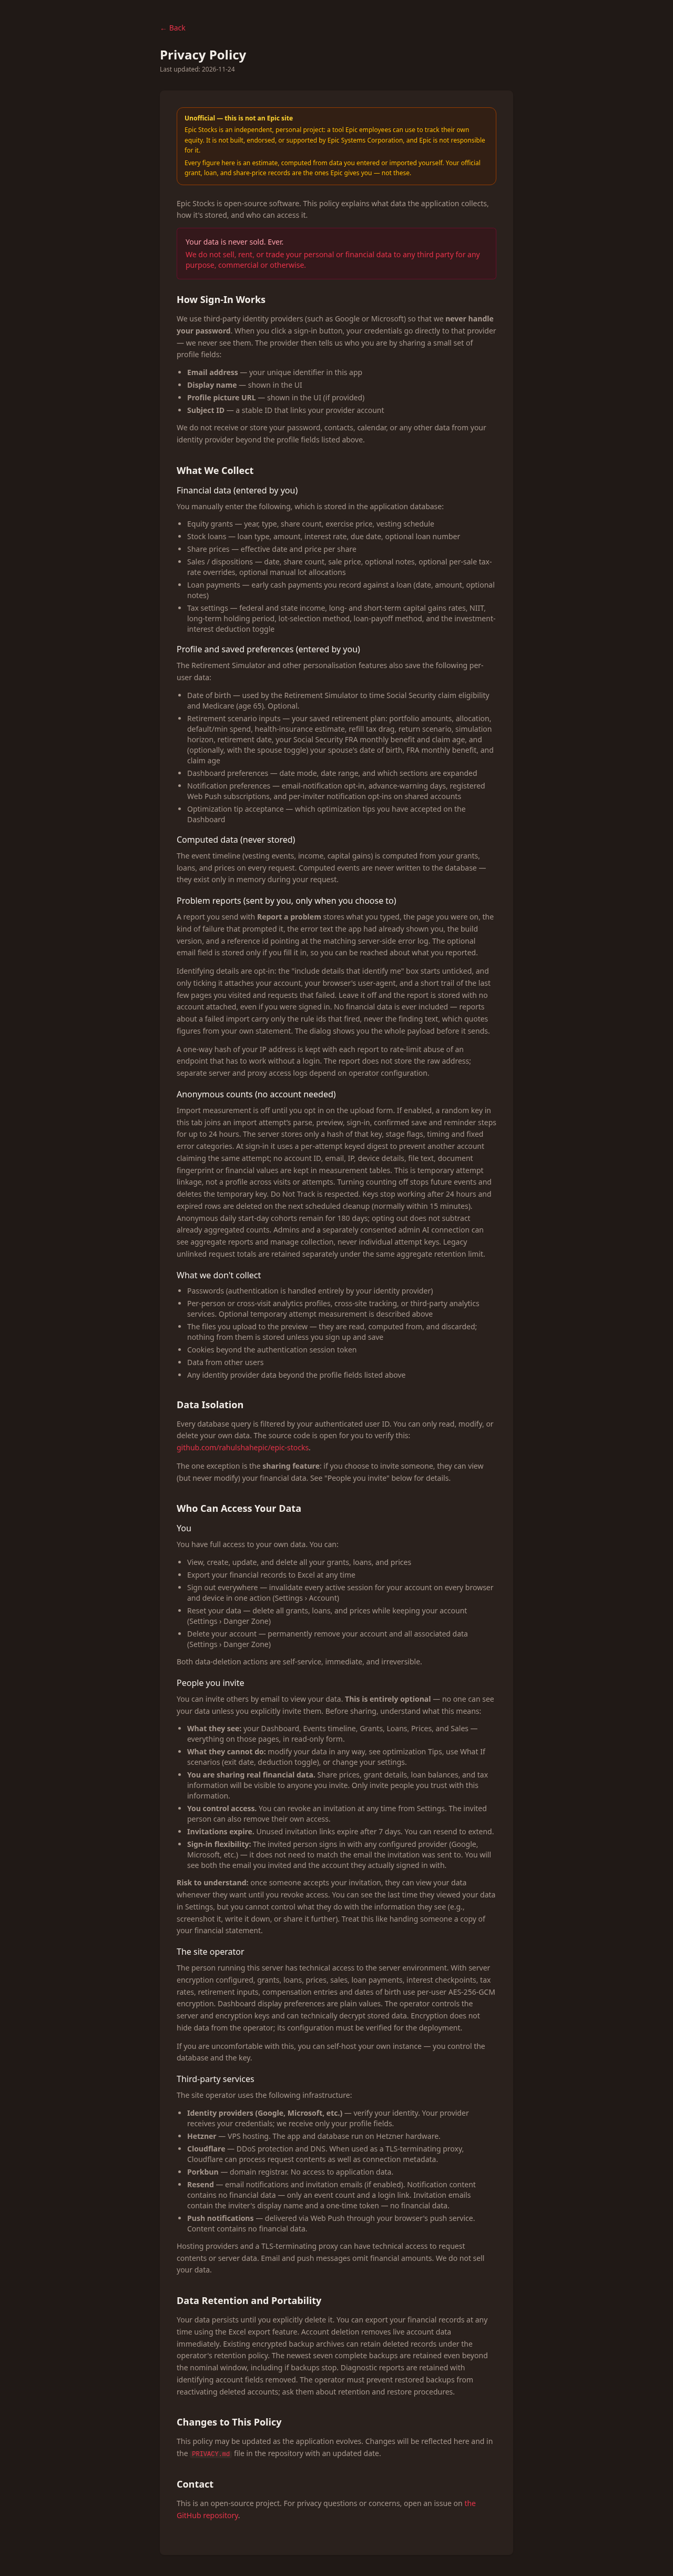 ← Back
Privacy Policy
Last updated: 2026-11-24
Unofficial — this is not an Epic site
Epic Stocks is an independent, personal project: a tool Epic employees can use to track their own
equity. It is not built, endorsed, or supported by Epic Systems Corporation, and Epic is not responsible
for it.
Every figure here is an estimate, computed from data you entered or imported yourself. Your official
grant, loan, and share-price records are the ones Epic gives you — not these.
Epic Stocks is open-source software. This policy explains what data the application collects,
how it's stored, and who can access it.
Your data is never sold. Ever.
We do not sell, rent, or trade your personal or financial data to any third party for any
purpose, commercial or otherwise.
How Sign-In Works
We use third-party identity providers (such as Google or Microsoft) so that we never handle
your password. When you click a sign-in button, your credentials go directly to that provider
— we never see them. The provider then tells us who you are by sharing a small set of
profile fields:
• Email address — your unique identifier in this app
• Display name — shown in the UI
• Profile picture URL — shown in the UI (if provided)
• Subject ID — a stable ID that links your provider account
We do not receive or store your password, contacts, calendar, or any other data from your
identity provider beyond the profile fields listed above.
What We Collect
Financial data (entered by you)
You manually enter the following, which is stored in the application database:
• Equity grants — year, type, share count, exercise price, vesting schedule
• Stock loans — loan type, amount, interest rate, due date, optional loan number
• Share prices — effective date and price per share
• Sales / dispositions — date, share count, sale price, optional notes, optional per-sale tax-
rate overrides, optional manual lot allocations
• Loan payments — early cash payments you record against a loan (date, amount, optional
notes)
• Tax settings — federal and state income, long- and short-term capital gains rates, NIIT,
long-term holding period, lot-selection method, loan-payoff method, and the investment-
interest deduction toggle
Profile and saved preferences (entered by you)
The Retirement Simulator and other personalisation features also save the following per-
user data:
• Date of birth — used by the Retirement Simulator to time Social Security claim eligibility
and Medicare (age 65). Optional.
• Retirement scenario inputs — your saved retirement plan: portfolio amounts, allocation,
default/min spend, health-insurance estimate, refill tax drag, return scenario, simulation
horizon, retirement date, your Social Security FRA monthly benefit and claim age, and
(optionally, with the spouse toggle) your spouse's date of birth, FRA monthly benefit, and
claim age
• Dashboard preferences — date mode, date range, and which sections are expanded
• Notification preferences — email-notification opt-in, advance-warning days, registered
Web Push subscriptions, and per-inviter notification opt-ins on shared accounts
• Optimization tip acceptance — which optimization tips you have accepted on the
Dashboard
Computed data (never stored)
The event timeline (vesting events, income, capital gains) is computed from your grants,
loans, and prices on every request. Computed events are never written to the database —
they exist only in memory during your request.
Problem reports (sent by you, only when you choose to)
A report you send with Report a problem stores what you typed, the page you were on, the
kind of failure that prompted it, the error text the app had already shown you, the build
version, and a reference id pointing at the matching server-side error log. The optional
email field is stored only if you fill it in, so you can be reached about what you reported.
Identifying details are opt-in: the "include details that identify me" box starts unticked, and
only ticking it attaches your account, your browser's user-agent, and a short trail of the last
few pages you visited and requests that failed. Leave it off and the report is stored with no
account attached, even if you were signed in. No financial data is ever included — reports
about a failed import carry only the rule ids that fired, never the finding text, which quotes
figures from your own statement. The dialog shows you the whole payload before it sends.
A one-way hash of your IP address is kept with each report to rate-limit abuse of an
endpoint that has to work without a login. The report does not store the raw address;
separate server and proxy access logs depend on operator configuration.
Anonymous counts (no account needed)
Import measurement is off until you opt in on the upload form. If enabled, a random key in
this tab joins an import attempt's parse, preview, sign-in, confirmed save and reminder steps
for up to 24 hours. The server stores only a hash of that key, stage flags, timing and fixed
error categories. At sign-in it uses a per-attempt keyed digest to prevent another account
claiming the same attempt; no account ID, email, IP, device details, file text, document
fingerprint or financial values are kept in measurement tables. This is temporary attempt
linkage, not a profile across visits or attempts. Turning counting off stops future events and
deletes the temporary key. Do Not Track is respected. Keys stop working after 24 hours and
expired rows are deleted on the next scheduled cleanup (normally within 15 minutes).
Anonymous daily start-day cohorts remain for 180 days; opting out does not subtract
already aggregated counts. Admins and a separately consented admin AI connection can
see aggregate reports and manage collection, never individual attempt keys. Legacy
unlinked request totals are retained separately under the same aggregate retention limit.
What we don't collect
• Passwords (authentication is handled entirely by your identity provider)
• Per-person or cross-visit analytics profiles, cross-site tracking, or third-party analytics
services. Optional temporary attempt measurement is described above
• The files you upload to the preview — they are read, computed from, and discarded;
nothing from them is stored unless you sign up and save
• Cookies beyond the authentication session token
• Data from other users
• Any identity provider data beyond the profile fields listed above
Data Isolation
Every database query is filtered by your authenticated user ID. You can only read, modify, or
delete your own data. The source code is open for you to verify this:
github.com/rahulshahepic/epic-stocks.
The one exception is the sharing feature: if you choose to invite someone, they can view
(but never modify) your financial data. See "People you invite" below for details.
Who Can Access Your Data
You
You have full access to your own data. You can:
• View, create, update, and delete all your grants, loans, and prices
• Export your financial records to Excel at any time
• Sign out everywhere — invalidate every active session for your account on every browser
and device in one action (Settings › Account)
• Reset your data — delete all grants, loans, and prices while keeping your account
(Settings › Danger Zone)
• Delete your account — permanently remove your account and all associated data
(Settings › Danger Zone)
Both data-deletion actions are self-service, immediate, and irreversible.
People you invite
You can invite others by email to view your data. This is entirely optional — no one can see
your data unless you explicitly invite them. Before sharing, understand what this means:
• What they see: your Dashboard, Events timeline, Grants, Loans, Prices, and Sales —
everything on those pages, in read-only form.
• What they cannot do: modify your data in any way, see optimization Tips, use What If
scenarios (exit date, deduction toggle), or change your settings.
• You are sharing real financial data. Share prices, grant details, loan balances, and tax
information will be visible to anyone you invite. Only invite people you trust with this
information.
• You control access. You can revoke an invitation at any time from Settings. The invited
person can also remove their own access.
• Invitations expire. Unused invitation links expire after 7 days. You can resend to extend.
• Sign-in flexibility: The invited person signs in with any configured provider (Google,
Microsoft, etc.) — it does not need to match the email the invitation was sent to. You will
see both the email you invited and the account they actually signed in with.
Risk to understand: once someone accepts your invitation, they can view your data
whenever they want until you revoke access. You can see the last time they viewed your data
in Settings, but you cannot control what they do with the information they see (e.g.,
screenshot it, write it down, or share it further). Treat this like handing someone a copy of
your financial statement.
The site operator
The person running this server has technical access to the server environment. With server
encryption configured, grants, loans, prices, sales, loan payments, interest checkpoints, tax
rates, retirement inputs, compensation entries and dates of birth use per-user AES-256-GCM
encryption. Dashboard display preferences are plain values. The operator controls the
server and encryption keys and can technically decrypt stored data. Encryption does not
hide data from the operator; its configuration must be verified for the deployment.
If you are uncomfortable with this, you can self-host your own instance — you control the
database and the key.
Third-party services
The site operator uses the following infrastructure:
• Identity providers (Google, Microsoft, etc.) — verify your identity. Your provider
receives your credentials; we receive only your profile fields.
• Hetzner — VPS hosting. The app and database run on Hetzner hardware.
• Cloudflare — DDoS protection and DNS. When used as a TLS-terminating proxy,
Cloudflare can process request contents as well as connection metadata.
• Porkbun — domain registrar. No access to application data.
• Resend — email notifications and invitation emails (if enabled). Notification content
contains no financial data — only an event count and a login link. Invitation emails
contain the inviter's display name and a one-time token — no financial data.
• Push notifications — delivered via Web Push through your browser's push service.
Content contains no financial data.
Hosting providers and a TLS-terminating proxy can have technical access to request
contents or server data. Email and push messages omit financial amounts. We do not sell
your data.
Data Retention and Portability
Your data persists until you explicitly delete it. You can export your financial records at any
time using the Excel export feature. Account deletion removes live account data
immediately. Existing encrypted backup archives can retain deleted records under the
operator's retention policy. The newest seven complete backups are retained even beyond
the nominal window, including if backups stop. Diagnostic reports are retained with
identifying account fields removed. The operator must prevent restored backups from
reactivating deleted accounts; ask them about retention and restore procedures.
Changes to This Policy
This policy may be updated as the application evolves. Changes will be reflected here and in
the PRIVACY.md file in the repository with an updated date.
Contact
This is an open-source project. For privacy questions or concerns, open an issue on the
GitHub repository.